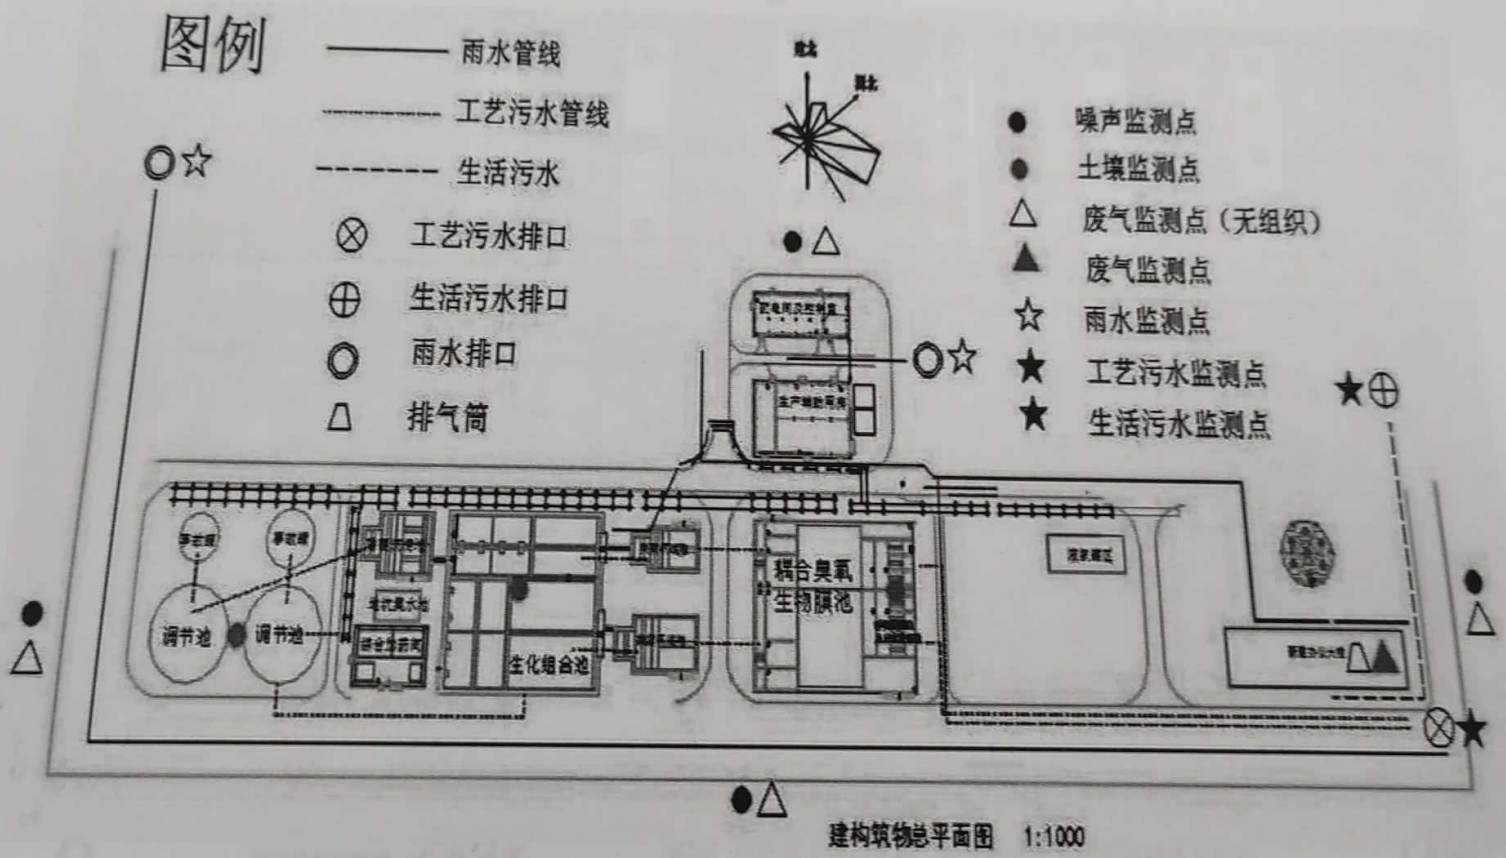 图例
雨水管线
工艺污水管线
生活污水
工艺污水排口
生活污水排口
雨水排口
排气筒
噪声监测点
土壤监测点
废气监测点（无组织）
废气监测点
雨水监测点
工艺污水监测点
生活污水监测点
调节池
调节池
生化组合池
耦合臭氧
生物膜池
建构筑物总平面图 1:1000